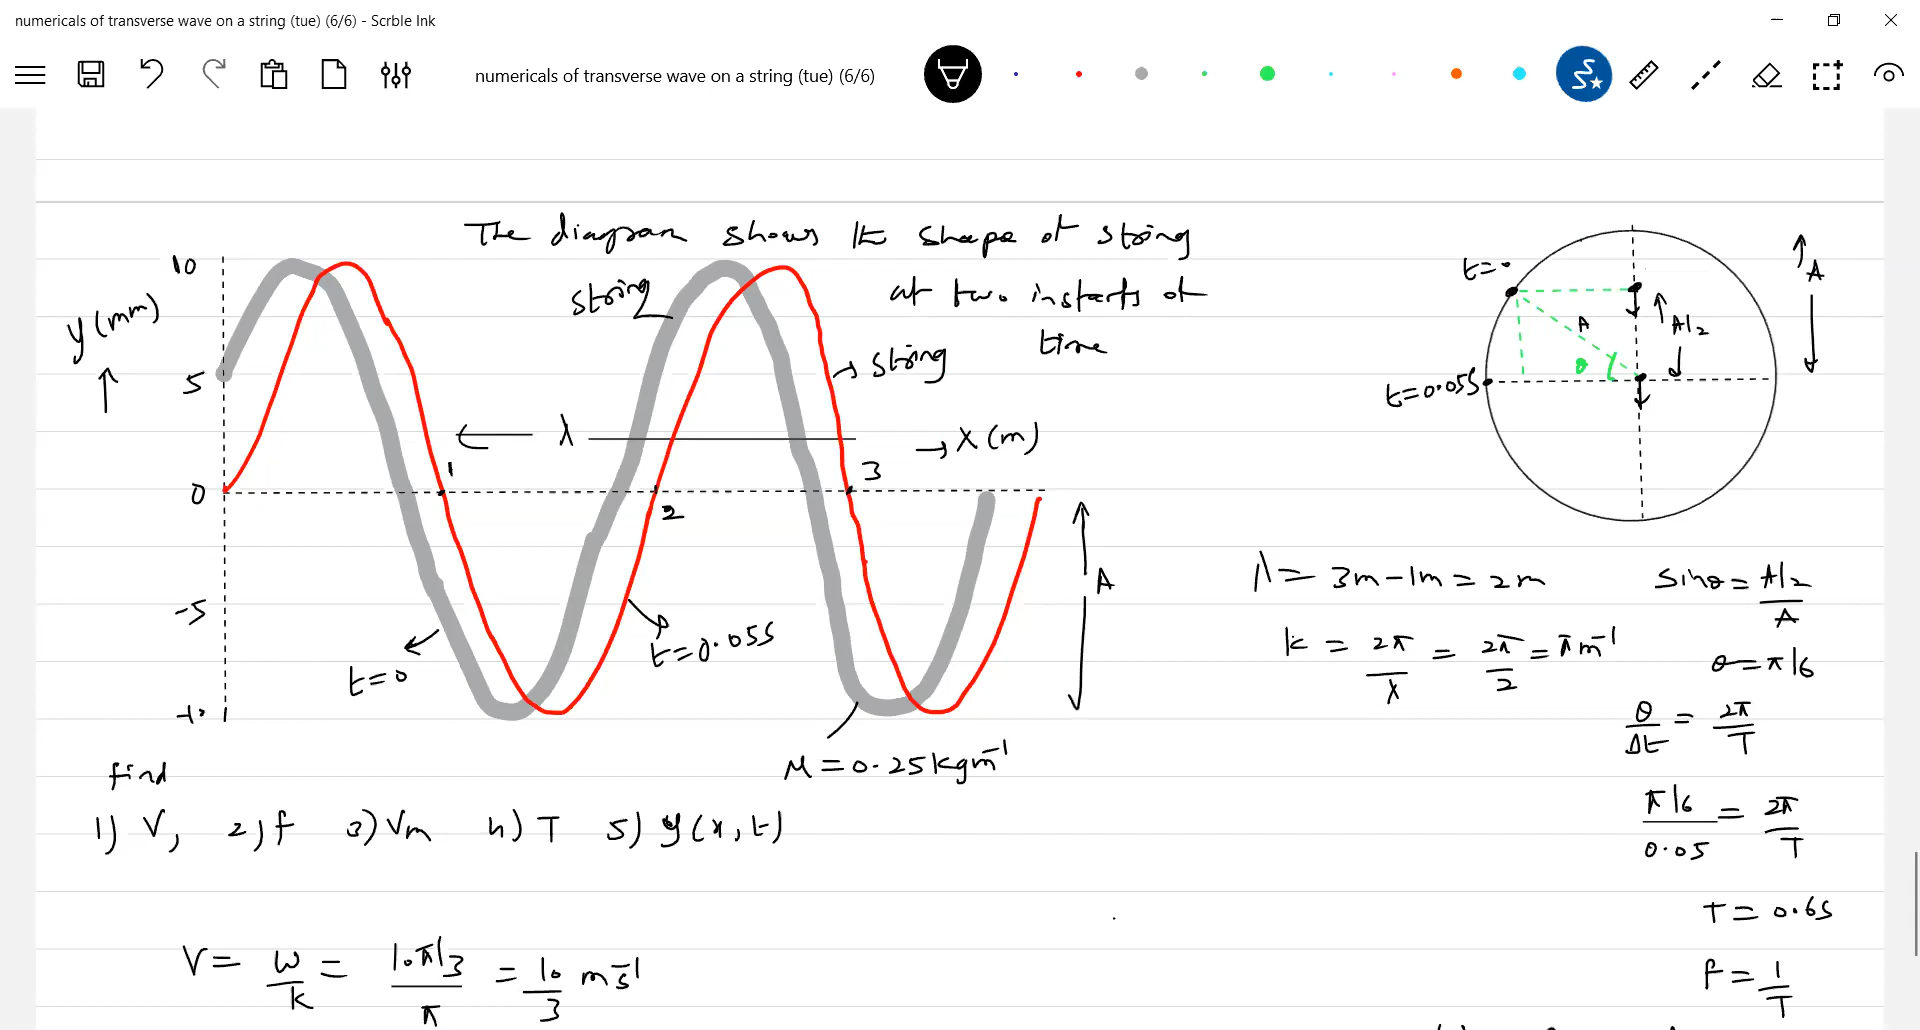 numericals of transverse wave on a string (tue) (6/6) - Scrble Ink
numericals of transverse wave on a string (tue) (6/6)
The diagram shows the shape of string
at two instants of
time
string
→ string
y(mm)
10
5
0
-5
-10
λ
→ x(m)
1
2
3
A
t=0
t=0.05s
μ = 0.25 kgm⁻¹
find
1) V, 2) f 3) Vm 4) T 5) y(x,t)
V = ω/k = 10π/3 / π = 10/3 ms⁻¹
t=0
t=0.05s
A
A/2
θ
A
λ = 3m-1m = 2m
k = 2π/λ = 2π/2 = π m⁻¹
sinθ = A/2 / A
θ = π/6
θ/Δt = 2π/T
π/6 / 0.05 = 2π/T
T = 0.6s
f = 1/T